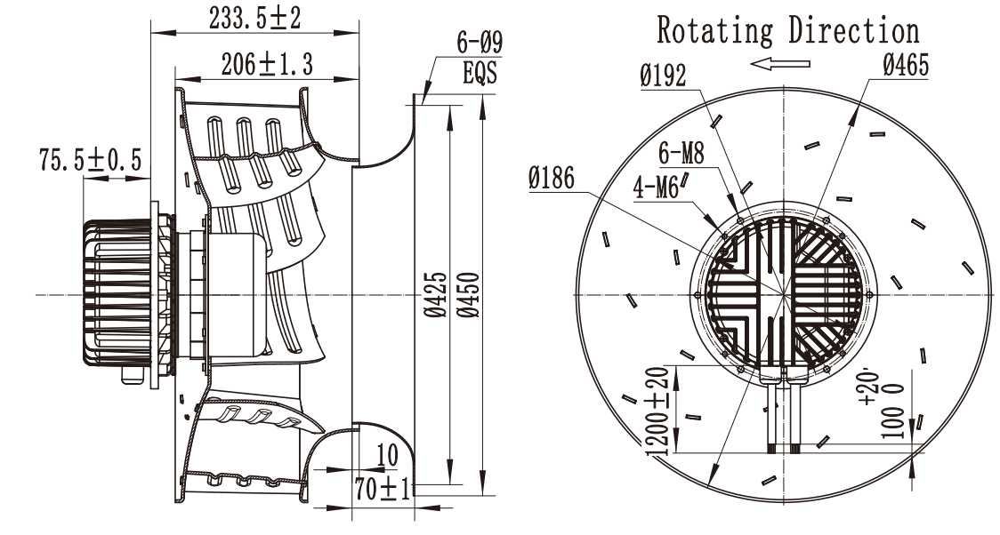 233.5±2
206±1.3
75.5±0.5
6-Ø9
EQS
Ø425
Ø450
10
70±1
Rotating Direction
Ø192
Ø465
6-M8
4-M6
Ø186
1200±20
+20
100 0